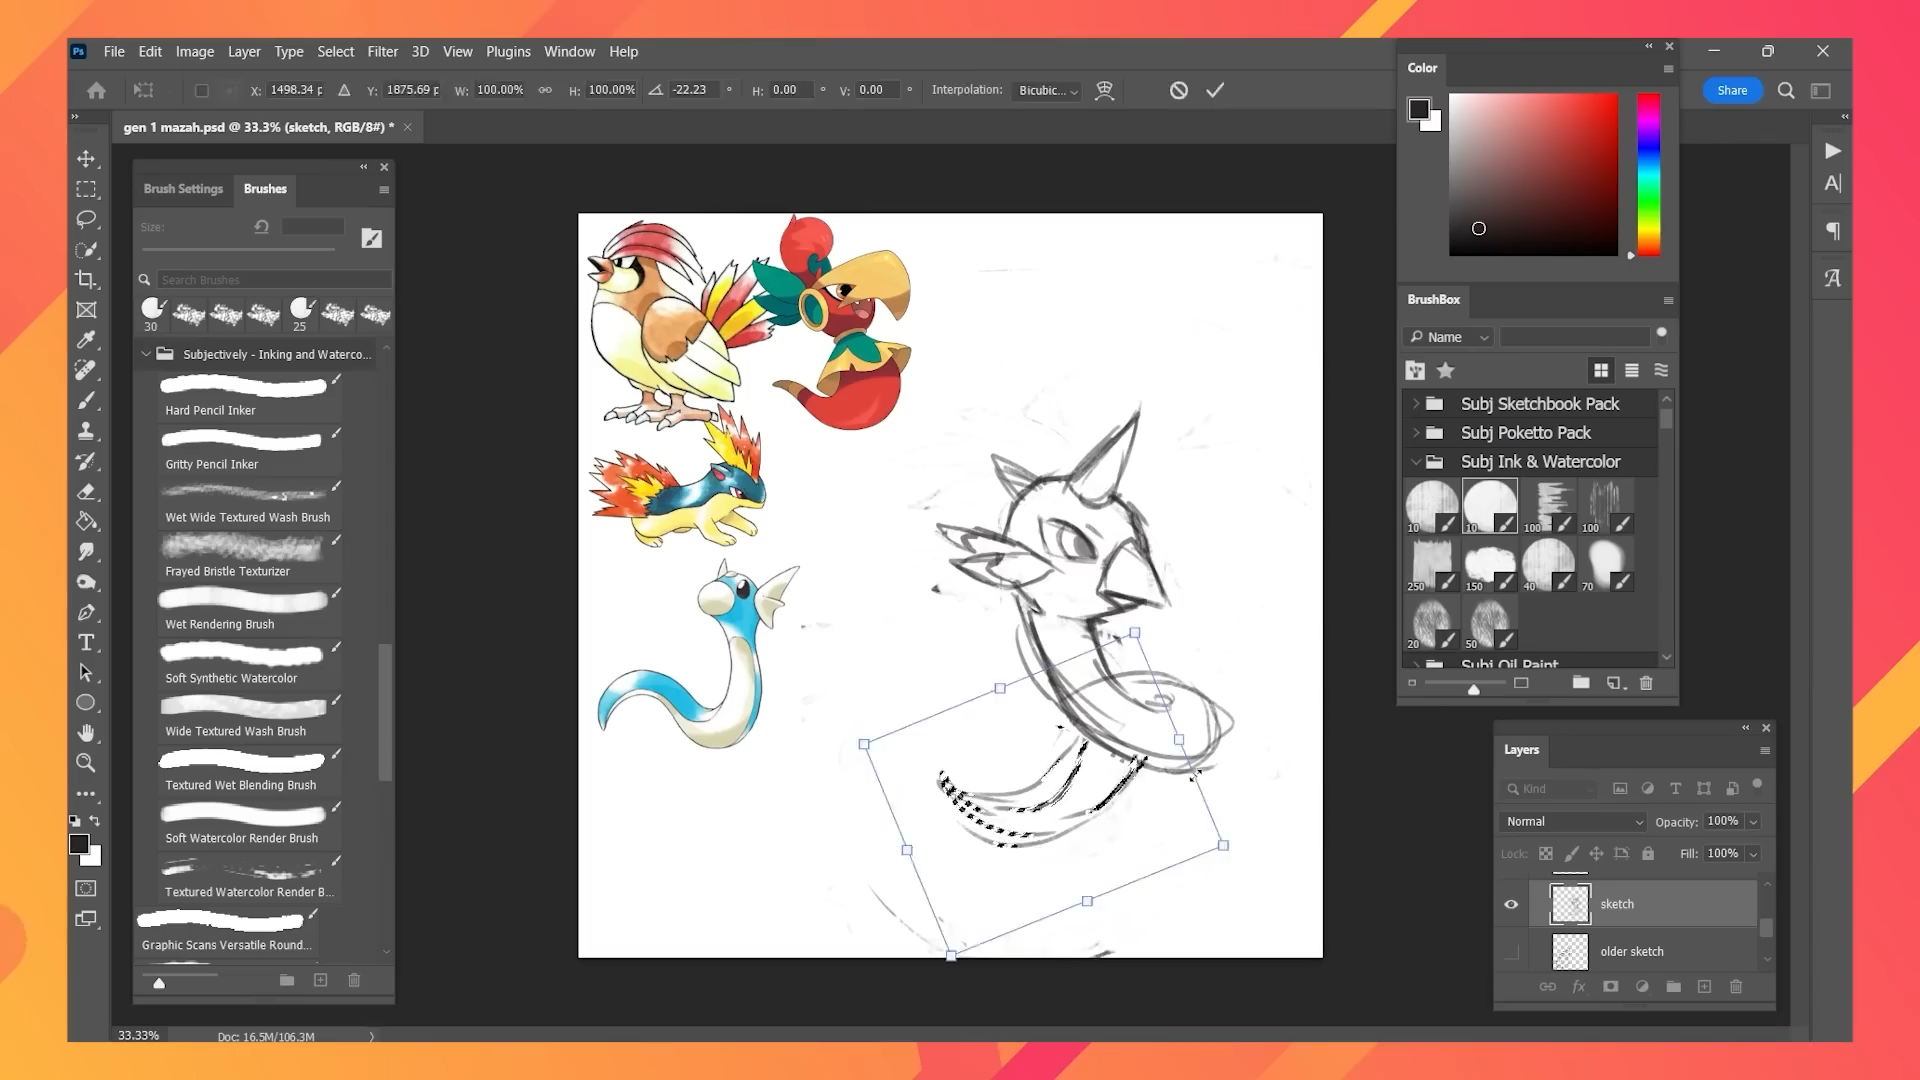 Ps File Edit Image Layer Type Select Filter 3D View Plugins Window Help
X: 1498.34 p Y: 1875.69 p W: 100.00% H: 100.00% -22.23 ° H: 0.00 ° V: 0.00 ° Interpolation: Bicubic...
Share
gen 1 mazah.psd @ 33.3% (sketch, RGB/8#) *
Brush Settings Brushes
Size:
Search Brushes
30 25
Subjectively - Inking and Waterco...
Hard Pencil Inker
Gritty Pencil Inker
Wet Wide Textured Wash Brush
Frayed Bristle Texturizer
Wet Rendering Brush
Soft Synthetic Watercolor
Wide Textured Wash Brush
Textured Wet Blending Brush
Soft Watercolor Render Brush
Textured Watercolor Render B...
Graphic Scans Versatile Round...
33.33% Doc: 16.5M/106.3M
Color
BrushBox
Name
Subj Sketchbook Pack
Subj Poketto Pack
Subj Ink & Watercolor
10 10 100 100
250 150 40 70
20 50
Subj Oil Paint
Layers
Kind
Normal Opacity: 100%
Lock: Fill: 100%
sketch
older sketch
fx